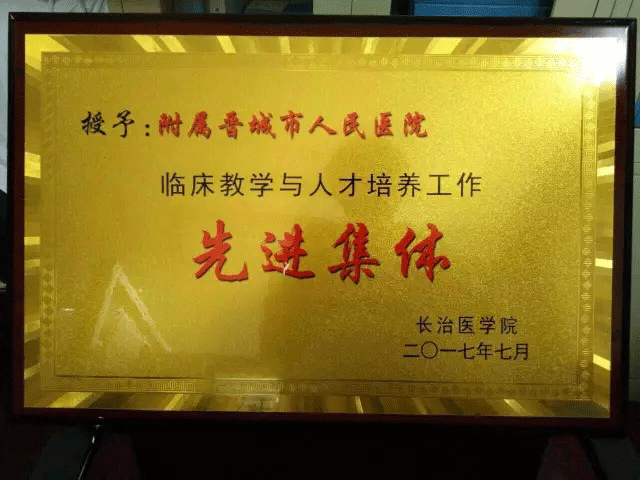 授予：附属晋城市人民医院
临床教学与人才培养工作
先进集体
长治医学院
二〇一七年七月